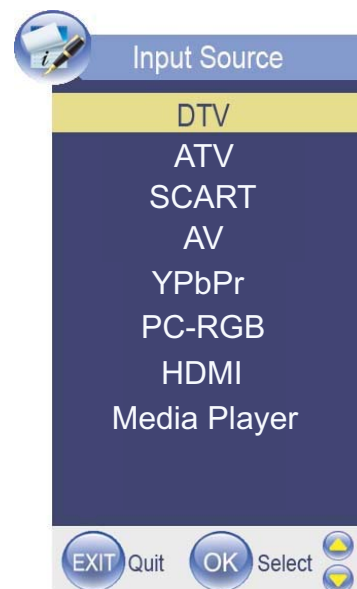 Input Source
DTV
ATV
SCART
AV
YPbPr
PC-RGB
HDMI
Media Player
EXIT Quit OK Select